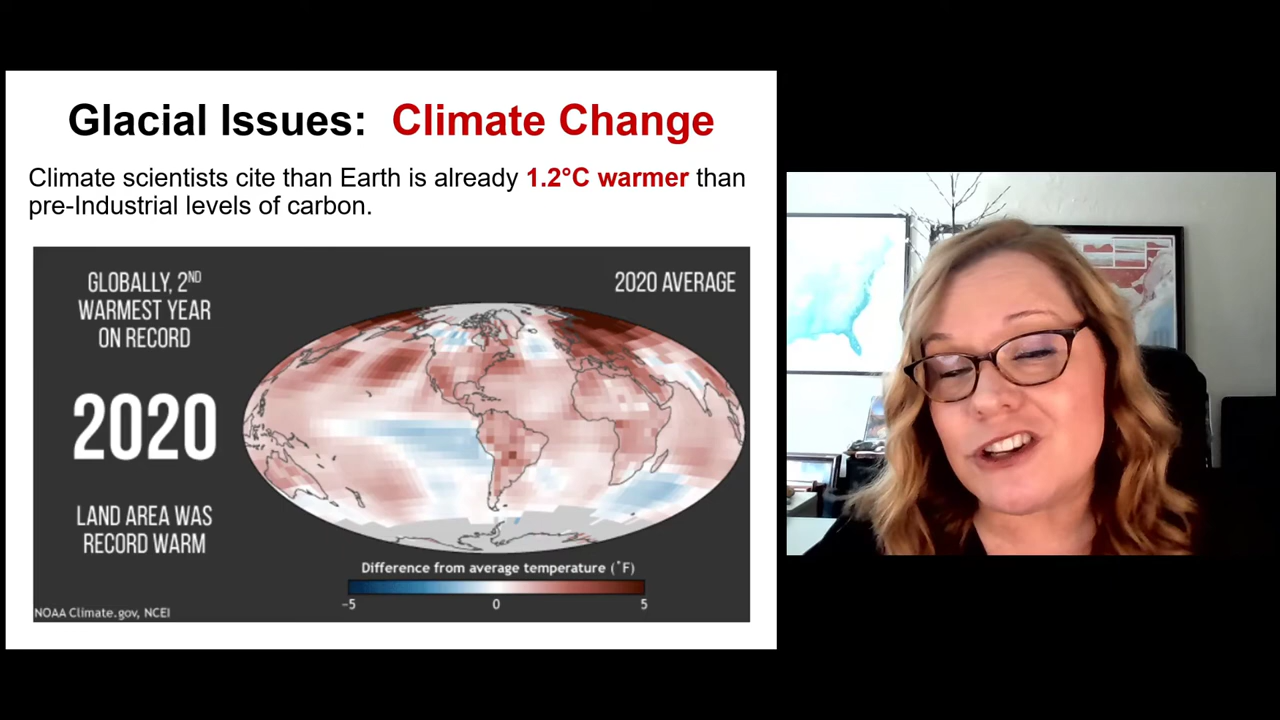 Glacial Issues: Climate Change
Climate scientists cite than Earth is already 1.2°C warmer than
pre-Industrial levels of carbon.
GLOBALLY, 2ND
WARMEST YEAR
ON RECORD
2020
LAND AREA WAS
RECORD WARM
2020 AVERAGE
Difference from average temperature (˚F)
-5 0 5
NOAA Climate.gov, NCEI